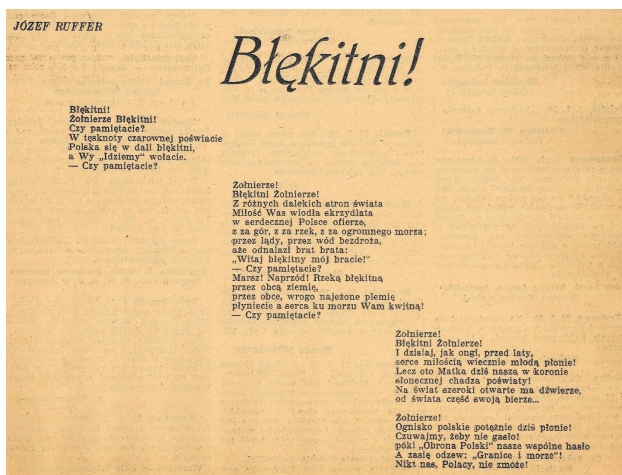 JÓZEF RUFFER
Błękitni!
Błękitni!
Żołnierze Błękitni!
Czy pamiętacie?
W tęsknoty czarownej poświacie
Polska się w dali błękitni,
a Wy „Idziemy" wołacie.
— Czy pamiętacie?
Żołnierze!
Błękitni Żołnierze!
Z różnych dalekich stron świata
Miłość Was wiodła skrzydlata
w serdecznej Polsce ofierze,
z za gór, z za rzek, z za ogromnego morza;
przez lądy, przez wód bezdroża,
aże odnalazł brat brata:
„Witaj błękitny mój bracie!"
— Czy pamiętacie?
Marsz! Naprzód! Rzeką błękitną
przez obcą ziemię,
przez obce, wrogo najeżone plemię
płyniecie a serca ku morzu Wam kwitną!
— Czy pamiętacie?
Żołnierze!
Błękitni Żołnierze!
I dzisiaj, jak ongi, przed laty,
serce miłością wiecznie młodą płonie!
Lecz oto Matka dziś nasza w koronie
słonecznej chadza poświaty!
Na świat szeroki otwarte ma dźwierze,
od świata część swoją bierze...
Żołnierze!
Ognisko polskie potężnie dziś płonie!
Czuwajmy, żeby nie gasło!
póki „Obrona Polski" nasze wspólne hasło
A zasię odzew: „Granice i morze"!
Nikt nas, Polacy, nie zmoże!